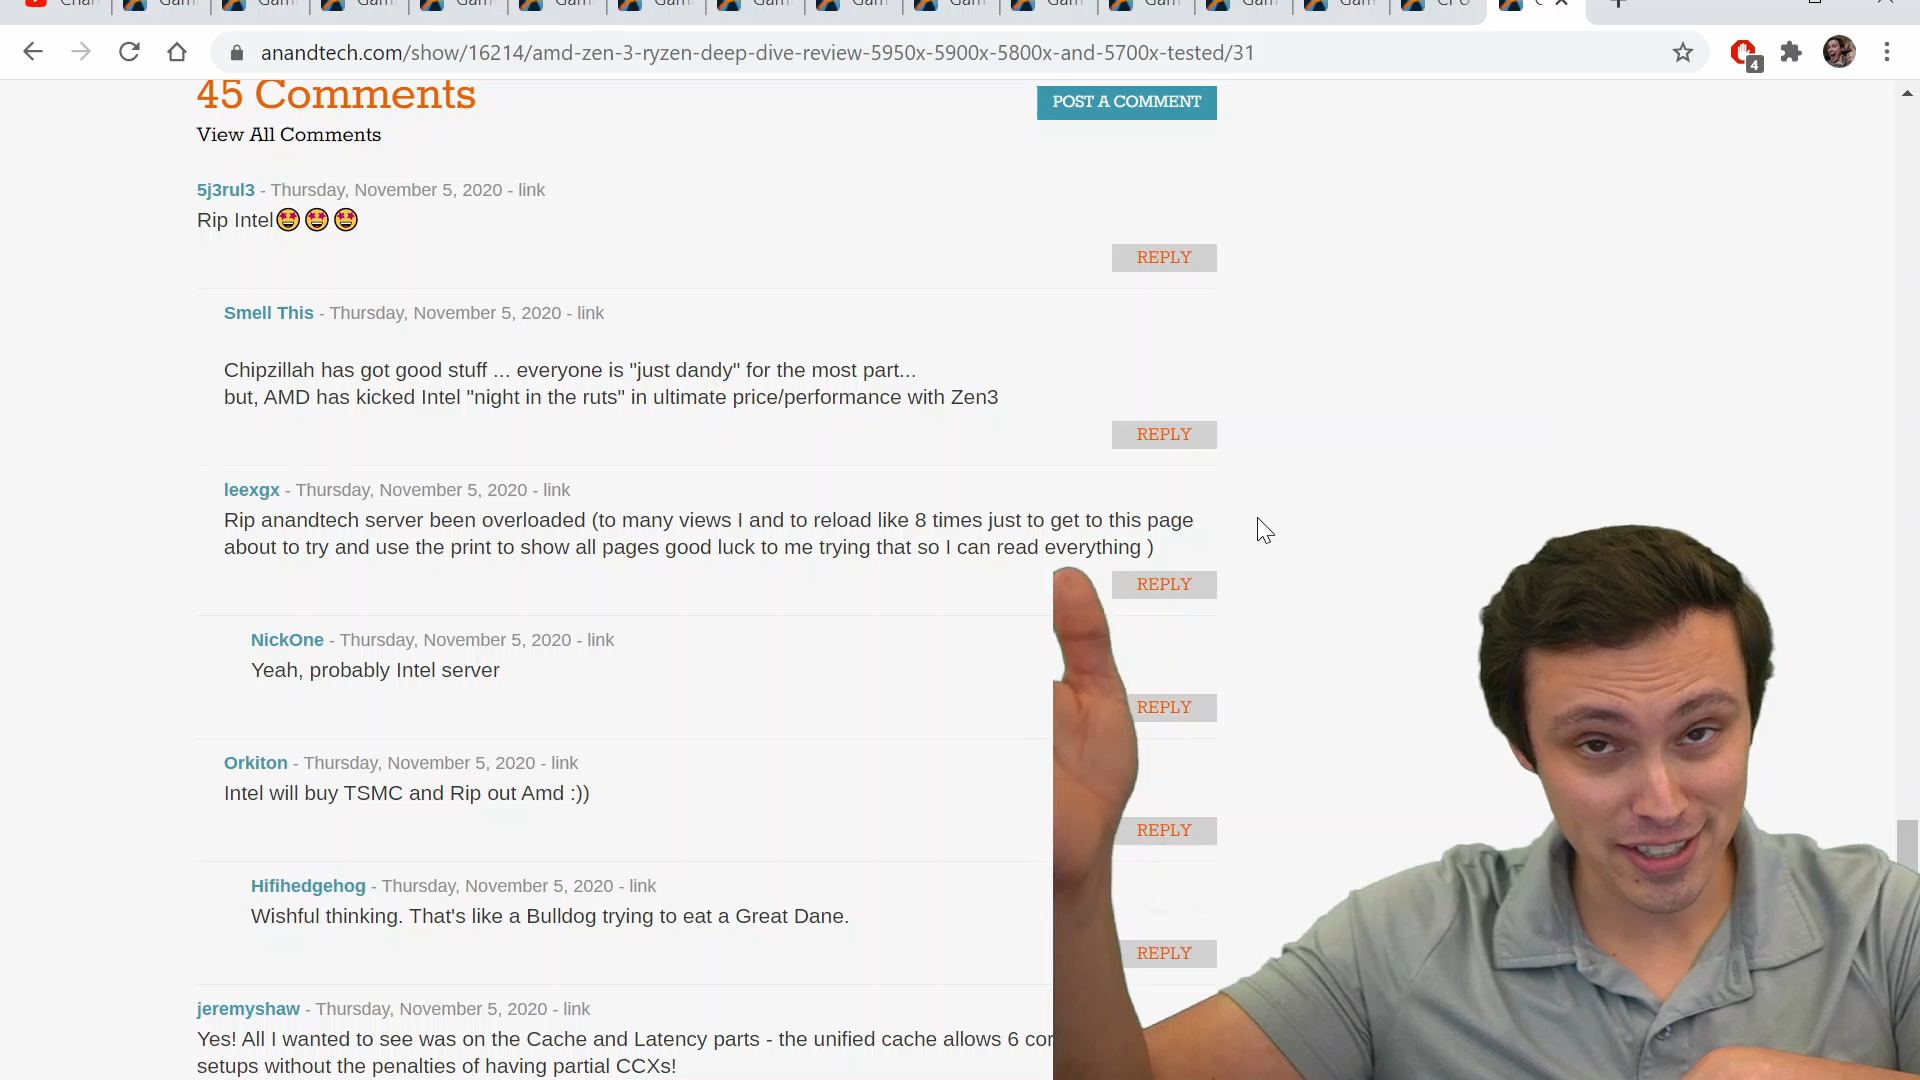 anandtech.com/show/16214/amd-zen-3-ryzen-deep-dive-review-5950x-5900x-5800x-and-5700x-tested/31
4
45 Comments
POST A COMMENT
View All Comments
5j3rul3 - Thursday, November 5, 2020 - link
Rip Intel🤩🤩🤩
REPLY
Smell This - Thursday, November 5, 2020 - link
Chipzillah has got good stuff ... everyone is "just dandy" for the most part...
but, AMD has kicked Intel "night in the ruts" in ultimate price/performance with Zen3
REPLY
leexgx - Thursday, November 5, 2020 - link
Rip anandtech server been overloaded (to many views I and to reload like 8 times just to get to this page
about to try and use the print to show all pages good luck to me trying that so I can read everything )
REPLY
NickOne - Thursday, November 5, 2020 - link
Yeah, probably Intel server
REPLY
Orkiton - Thursday, November 5, 2020 - link
Intel will buy TSMC and Rip out Amd :))
REPLY
Hifihedgehog - Thursday, November 5, 2020 - link
Wishful thinking. That's like a Bulldog trying to eat a Great Dane.
REPLY
jeremyshaw - Thursday, November 5, 2020 - link
Yes! All I wanted to see was on the Cache and Latency parts - the unified cache allows 6
setups without the penalties of having partial CCXs!